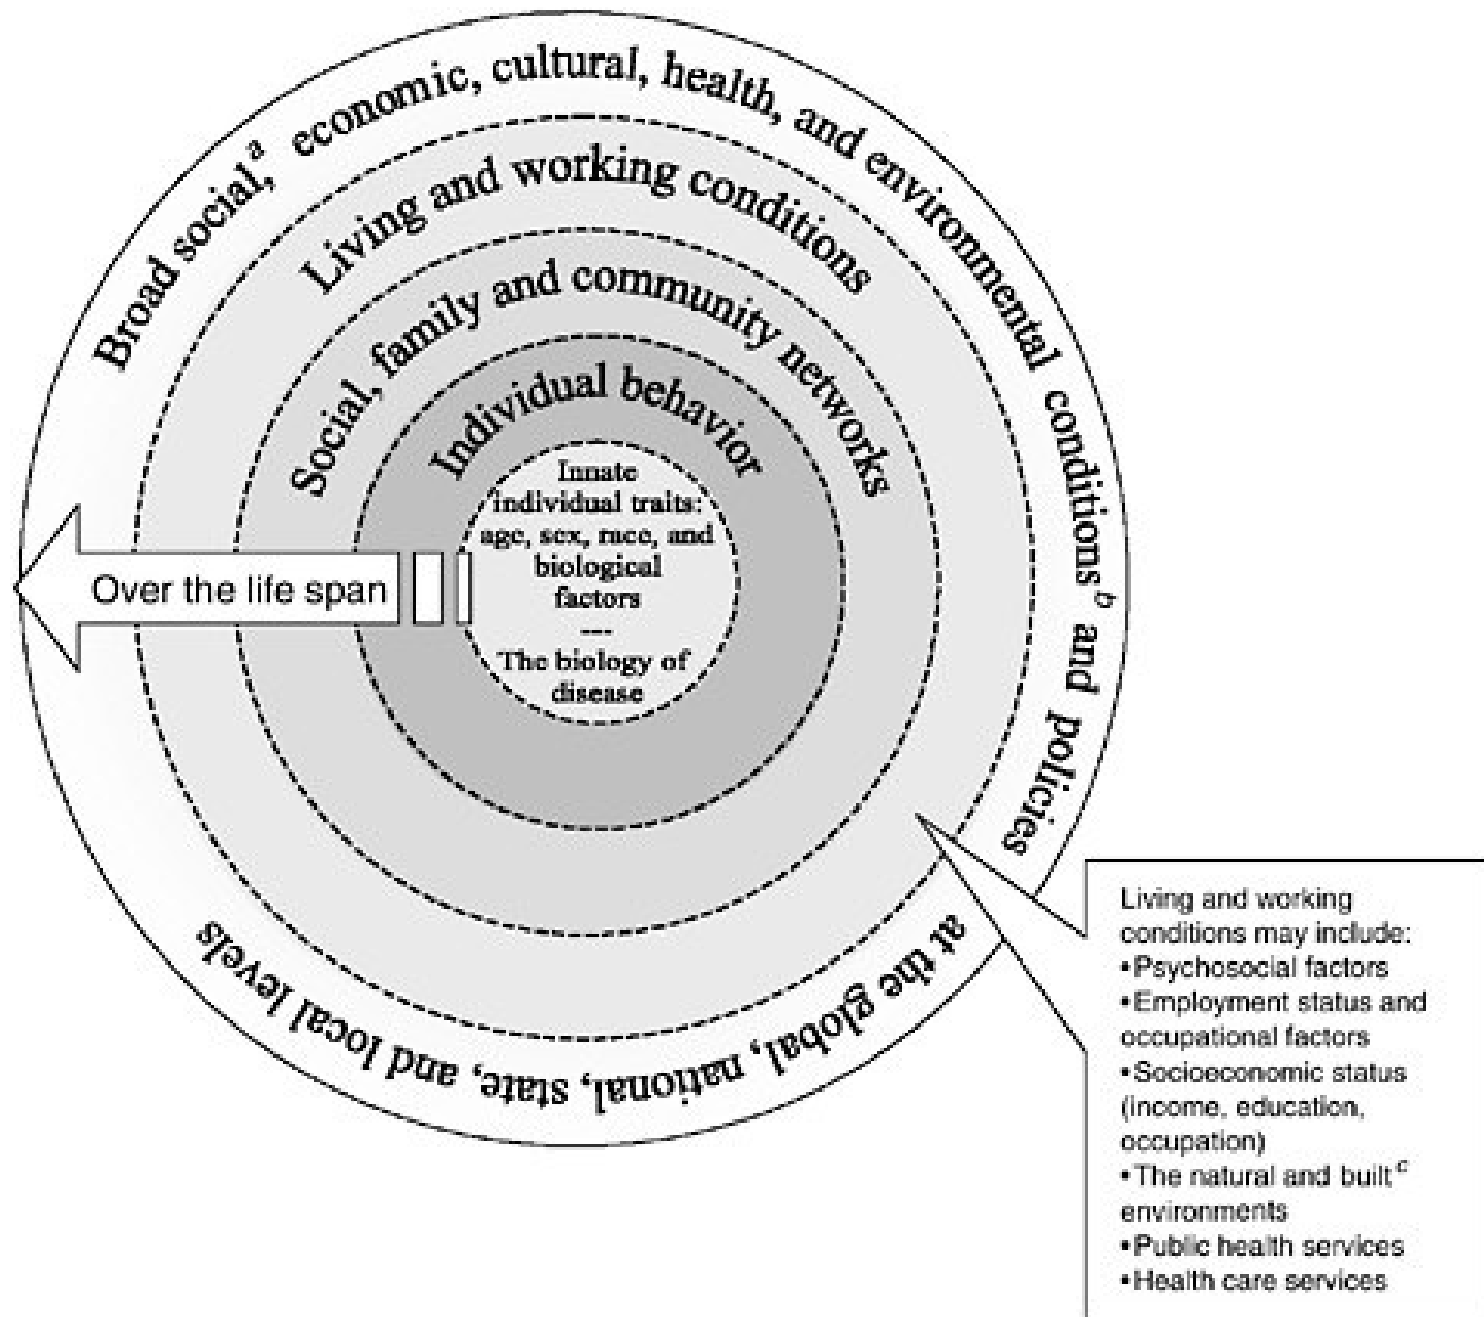 Broad social,a economic, cultural, health, and environmental conditionsb and policies
at the global, national, state, and local levels
Living and working conditions
Social, family and community networks
Individual behavior
Innate
individual traits:
age, sex, race, and
biological
factors
---
The biology of
disease
Over the life span
Living and working
conditions may include:
•Psychosocial factors
•Employment status and
occupational factors
•Socioeconomic status
(income, education,
occupation)
•The natural and builtc
environments
•Public health services
•Health care services